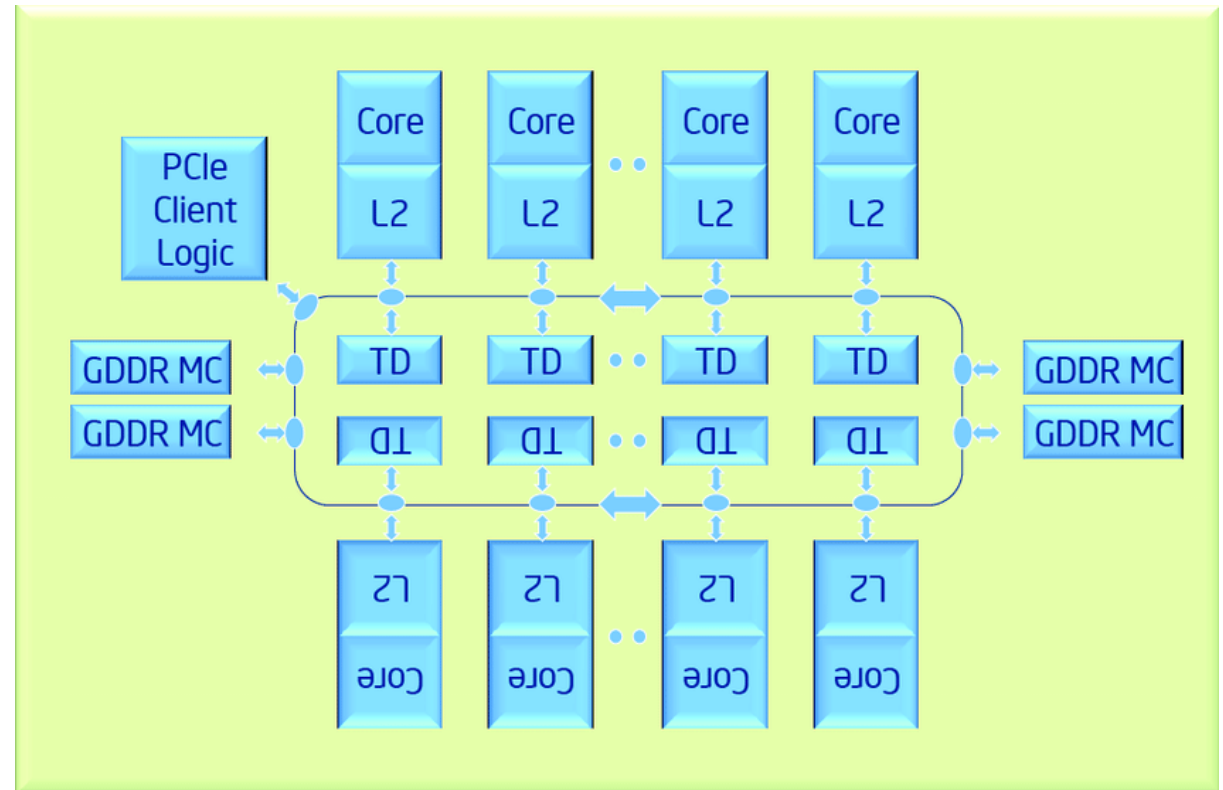 Core Core Core Core
PCIe
Client
Logic
L2 L2 L2 L2
GDDR MC TD TD TD TD GDDR MC
GDDR MC TD TD TD TD GDDR MC
L2 L2 L2 L2
Core Core Core Core